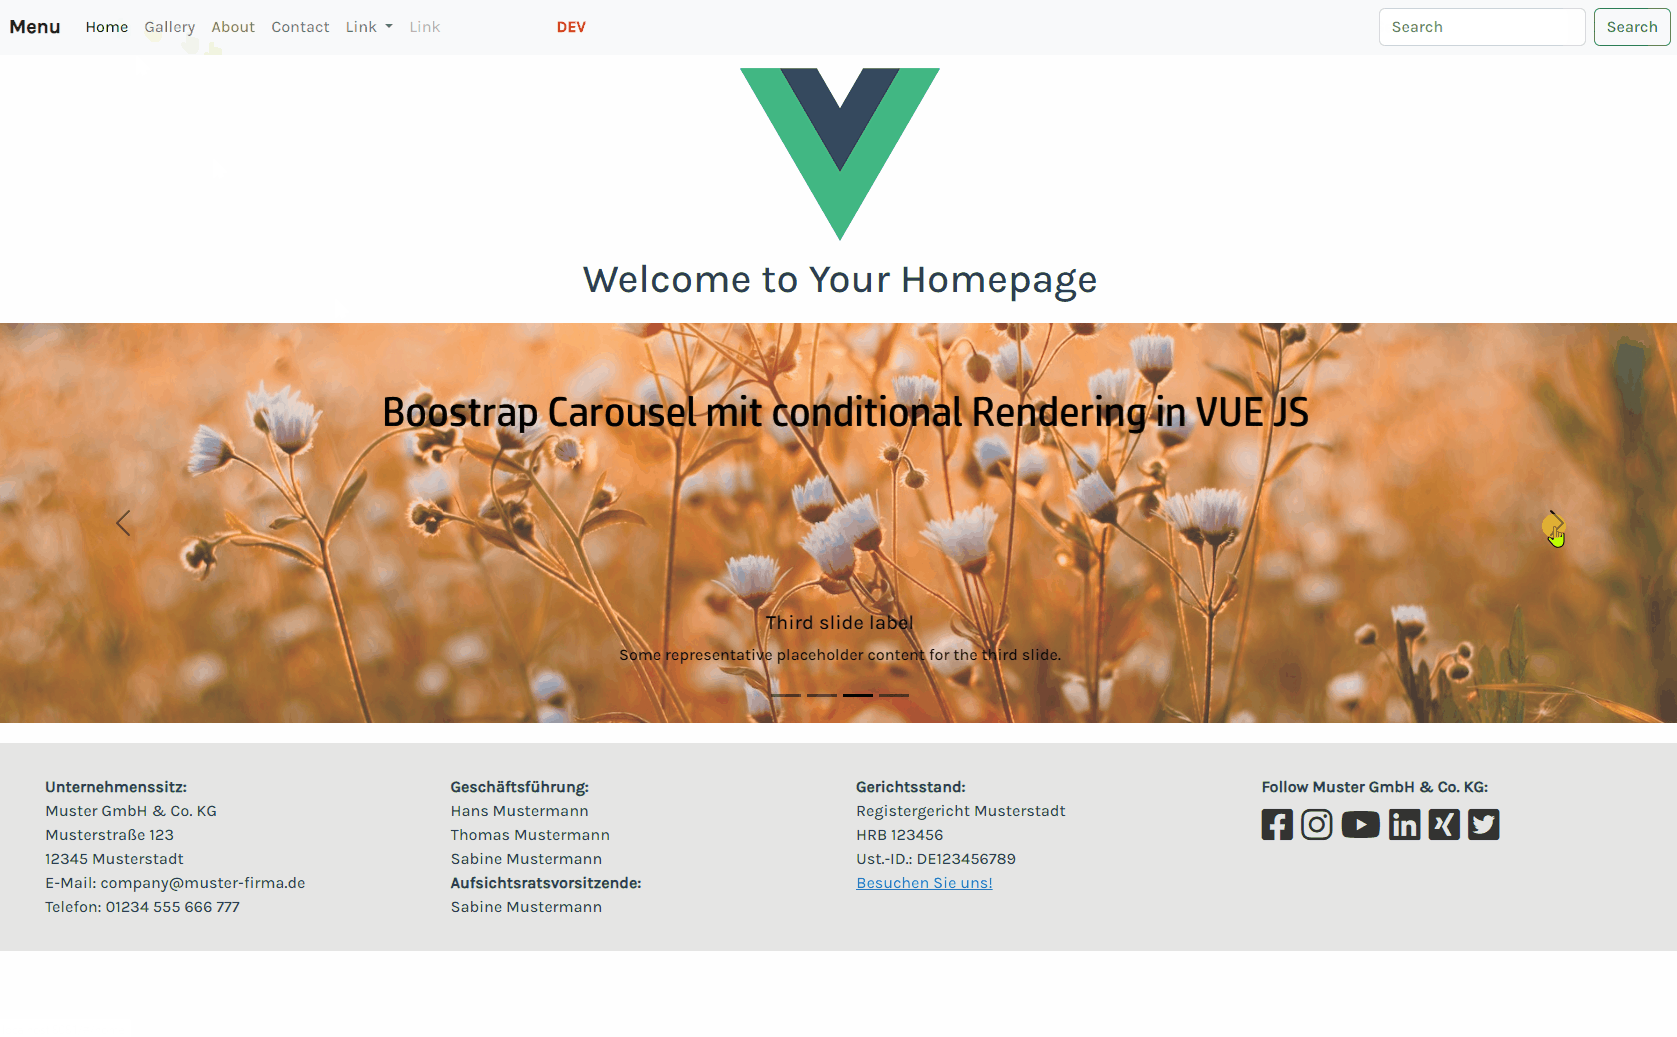 Menu Home Gallery About Contact Link Link DEV Search Search
Welcome to Your Homepage
Boostrap Carousel mit conditional Rendering in VUE JS
Third slide label
Some representative placeholder content for the third slide.
Unternehmenssitz:
Muster GmbH & Co. KG
Musterstraße 123
12345 Musterstadt
E-Mail: company@muster-firma.de
Telefon: 01234 555 666 777
Geschäftsführung:
Hans Mustermann
Thomas Mustermann
Sabine Mustermann
Aufsichtsratsvorsitzende:
Sabine Mustermann
Gerichtsstand:
Registergericht Musterstadt
HRB 123456
Ust.-ID.: DE123456789
Besuchen Sie uns!
Follow Muster GmbH & Co. KG: